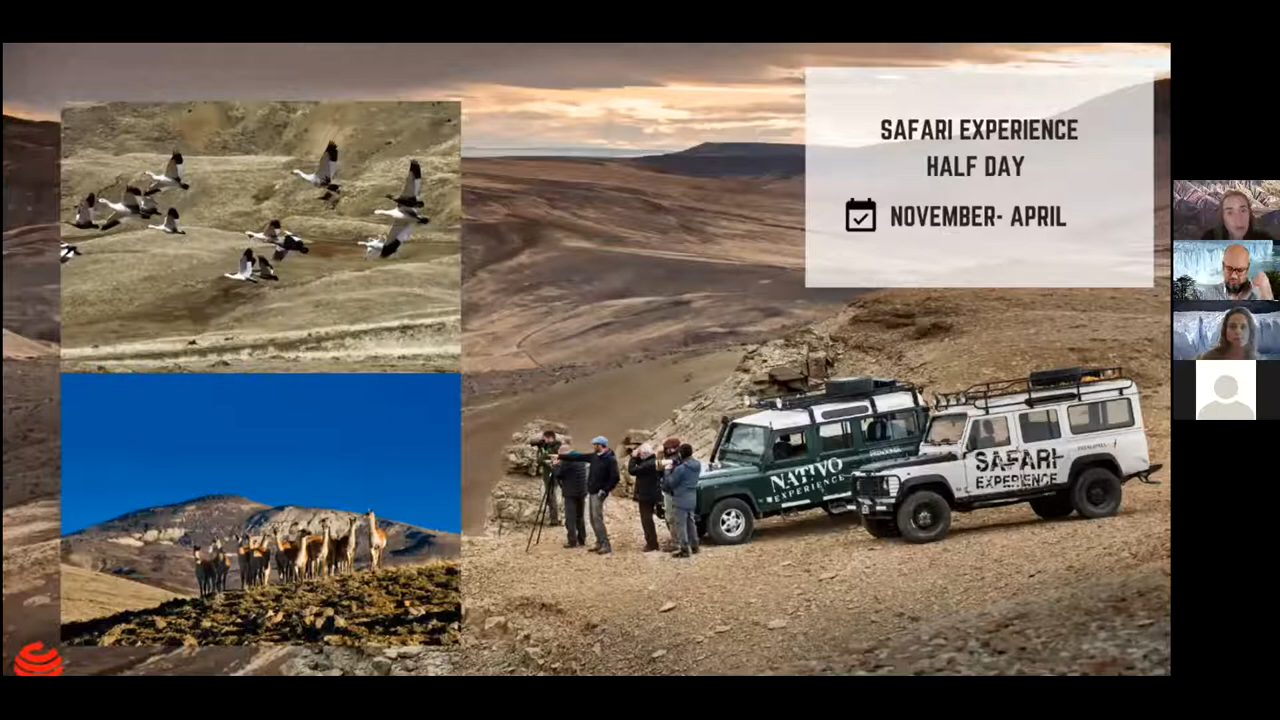 SAFARI EXPERIENCE
HALF DAY
NOVEMBER- APRIL
NATIVO
EXPERIENCE
SAFARI
EXPERIENCE